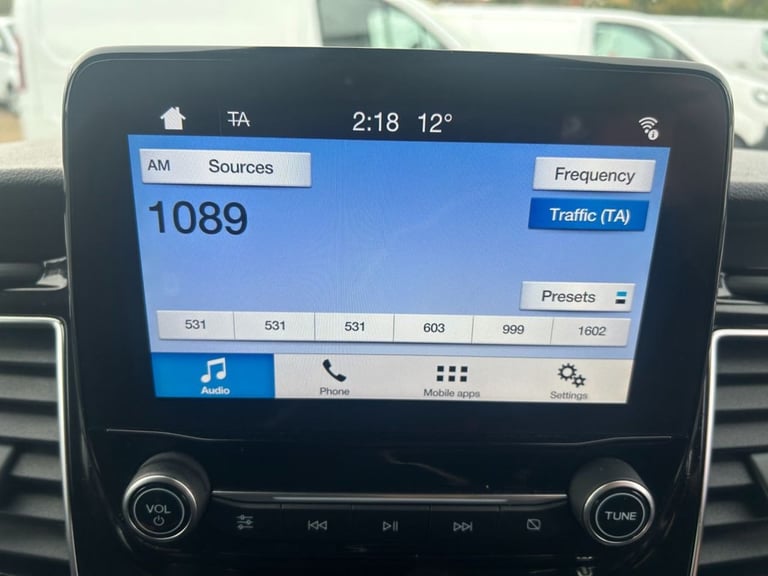 TA 2:18 12°
AM Sources
Frequency
1089
Traffic (TA)
Presets
531 531 531 603 999 1602
Audio Phone Mobile apps Settings
VOL
TUNE